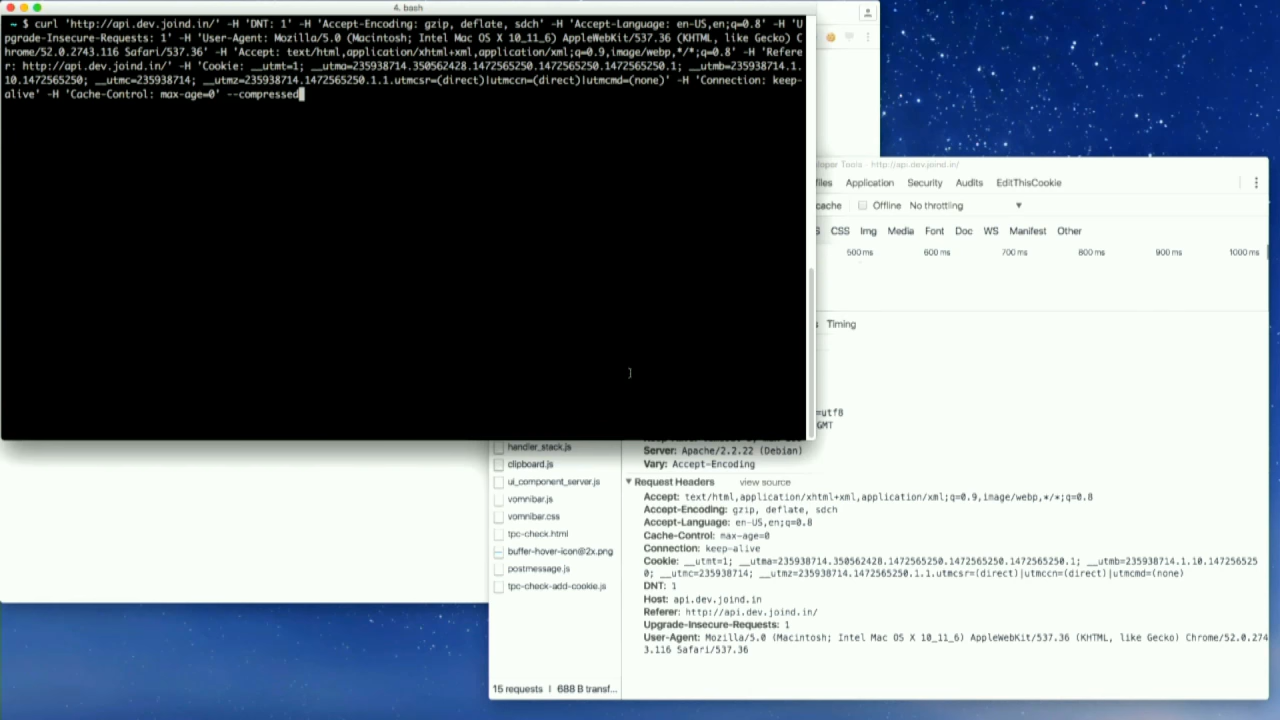 4. bash
~ $ curl 'http://api.dev.joind.in/' -H 'DNT: 1' -H 'Accept-Encoding: gzip, deflate, sdch' -H 'Accept-Language: en-US,en;q=0.8' -H 'U
pgrade-Insecure-Requests: 1' -H 'User-Agent: Mozilla/5.0 (Macintosh; Intel Mac OS X 10_11_6) AppleWebKit/537.36 (KHTML, like Gecko) C
hrome/52.0.2743.116 Safari/537.36' -H 'Accept: text/html,application/xhtml+xml,application/xml;q=0.9,image/webp,*/*;q=0.8' -H 'Refere
r: http://api.dev.joind.in/' -H 'Cookie: __utmt=1; __utma=235938714.350562428.1472565250.1472565250.1472565250.1; __utmb=235938714.1.
10.1472565250; __utmc=235938714; __utmz=235938714.1472565250.1.1.utmcsr=(direct)|utmccn=(direct)|utmcmd=(none)' -H 'Connection: keep-
alive' -H 'Cache-Control: max-age=0' --compressed
loper Tools - http://api.dev.joind.in/
files Application Security Audits EditThisCookie
cache Offline No throttling
S CSS Img Media Font Doc WS Manifest Other
500 ms 600 ms 700 ms 800 ms 900 ms 1000 ms
s Timing
=utf8
GMT
handler_stack.js
clipboard.js
ui_component_server.js
vomnibar.js
vomnibar.css
tpc-check.html
buffer-hover-icon@2x.png
postmessage.js
tpc-check-add-cookie.js
15 requests | 688 B transf...
Server: Apache/2.2.22 (Debian)
Vary: Accept-Encoding
Request Headers view source
Accept: text/html,application/xhtml+xml,application/xml;q=0.9,image/webp,*/*;q=0.8
Accept-Encoding: gzip, deflate, sdch
Accept-Language: en-US,en;q=0.8
Cache-Control: max-age=0
Connection: keep-alive
Cookie: __utmt=1; __utma=235938714.350562428.1472565250.1472565250.1472565250.1; __utmb=235938714.1.10.147256525
0; __utmc=235938714; __utmz=235938714.1472565250.1.1.utmcsr=(direct)|utmccn=(direct)|utmcmd=(none)
DNT: 1
Host: api.dev.joind.in
Referer: http://api.dev.joind.in/
Upgrade-Insecure-Requests: 1
User-Agent: Mozilla/5.0 (Macintosh; Intel Mac OS X 10_11_6) AppleWebKit/537.36 (KHTML, like Gecko) Chrome/52.0.274
3.116 Safari/537.36